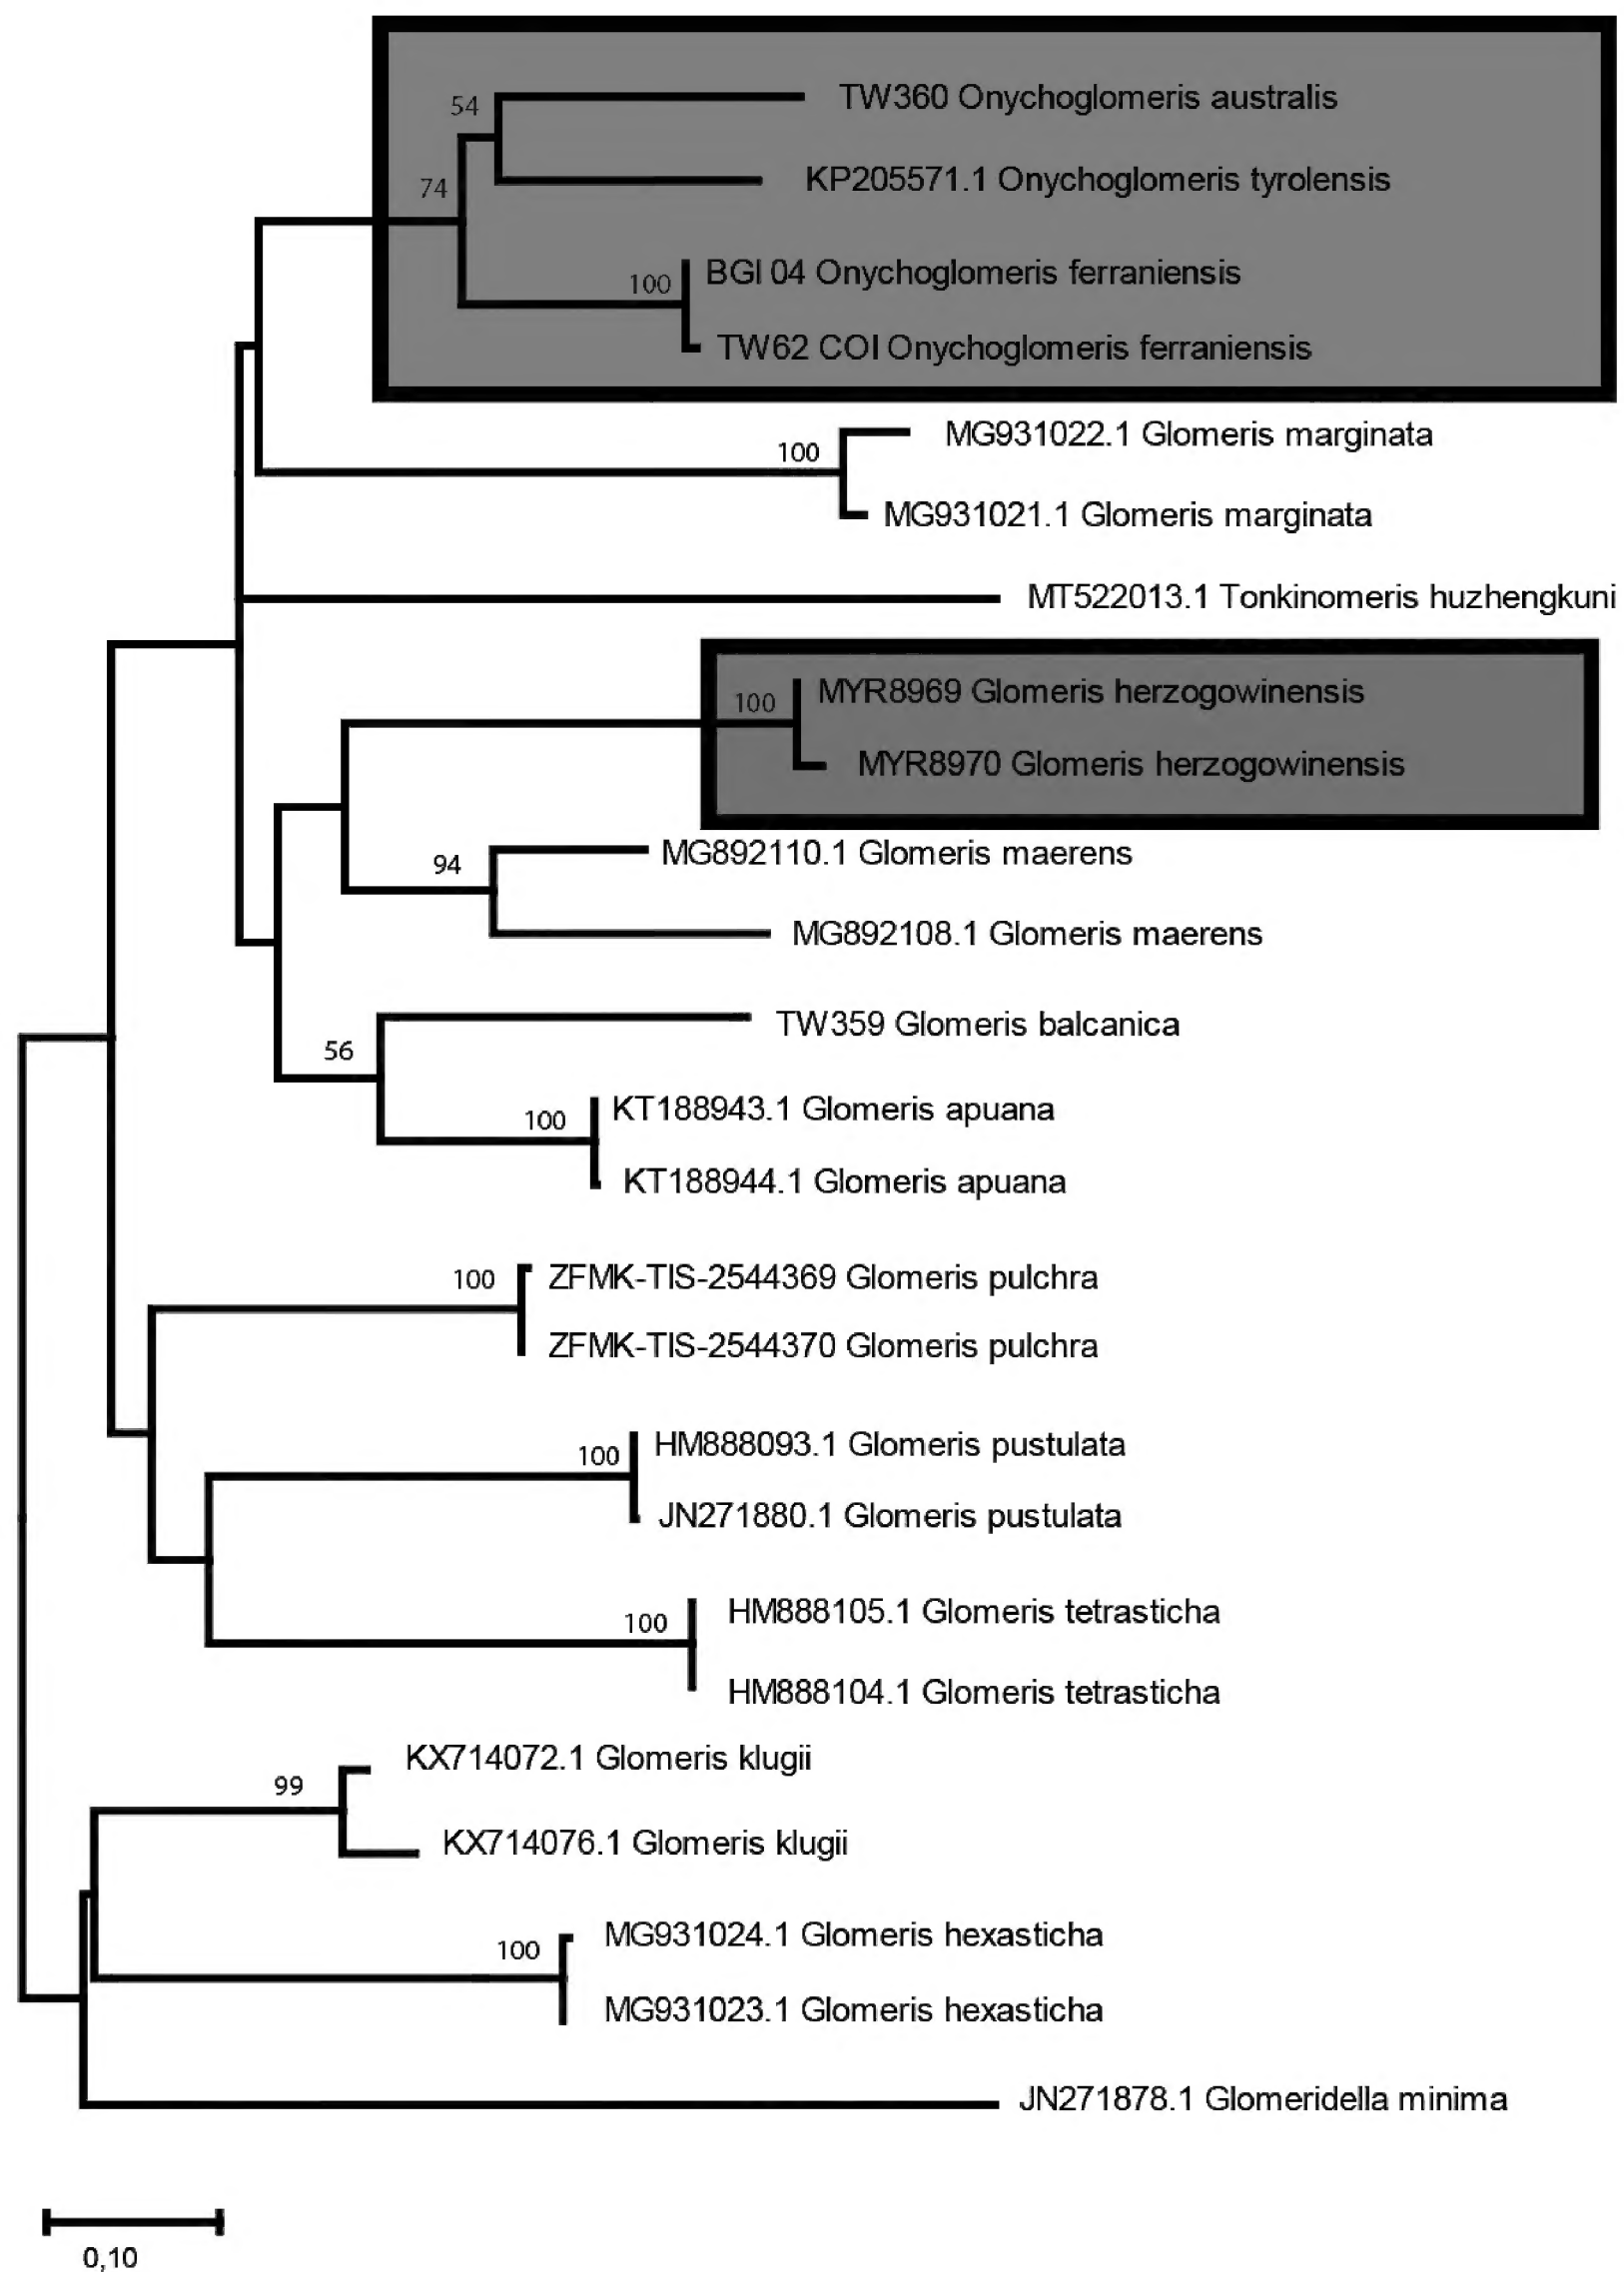 54
TW360 Onychoglomeris australis
74
KP205571.1 Onychoglomeris tyrolensis
100
BGI 04 Onychoglomeris ferraniensis
TW62 COI Onychoglomeris ferraniensis
100
MG931022.1 Glomeris marginata
MG931021.1 Glomeris marginata
MT522013.1 Tonkinomeris huzhengkuni
100
MYR8969 Glomeris herzogowinensis
MYR8970 Glomeris herzogowinensis
94
MG892110.1 Glomeris maerens
MG892108.1 Glomeris maerens
TW359 Glomeris balcanica
56
100
KT188943.1 Glomeris apuana
KT188944.1 Glomeris apuana
100
ZFMK-TIS-2544369 Glomeris pulchra
ZFMK-TIS-2544370 Glomeris pulchra
100
HM888093.1 Glomeris pustulata
JN271880.1 Glomeris pustulata
100
HM888105.1 Glomeris tetrasticha
HM888104.1 Glomeris tetrasticha
KX714072.1 Glomeris klugii
99
KX714076.1 Glomeris klugii
100
MG931024.1 Glomeris hexasticha
MG931023.1 Glomeris hexasticha
JN271878.1 Glomeridella minima
0,10